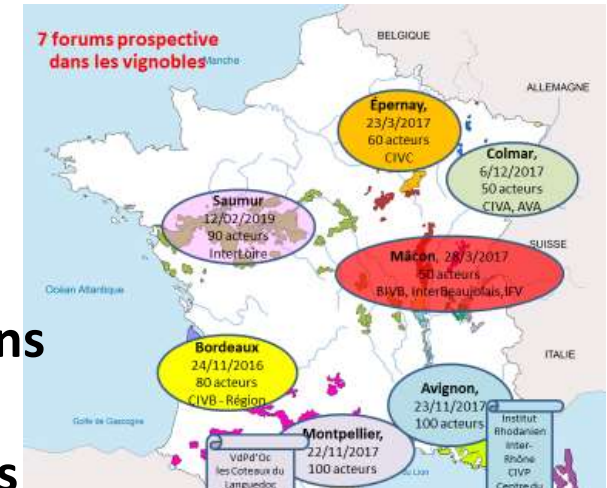 7 forums prospective
dans les vignobles
Manche
BELGIQUE
ALLEMAGNE
Épernay,
23/3/2017
60 acteurs
CIVC
Colmar,
6/12/2017
50 acteurs
CIVA, AVA
Saumur
12/02/2019
90 acteurs
InterLoire
SUISSE
Mâcon, 28/3/2017
50 acteurs
BIVB, InterBeaujolais, IFV
Océan Atlantique
ns
ITALIE
Bordeaux
24/11/2016
80 acteurs
CIVB - Région
Avignon,
23/11/2017
100 acteurs
Golfe de Gascogne
Institut
Rhodanien
Inter-
Rhône
CIVP
Centre du
Montpellier,
22/11/2017
100 acteurs
VdPd'Oc
les Coteaux du
Languedoc
du Lion
s